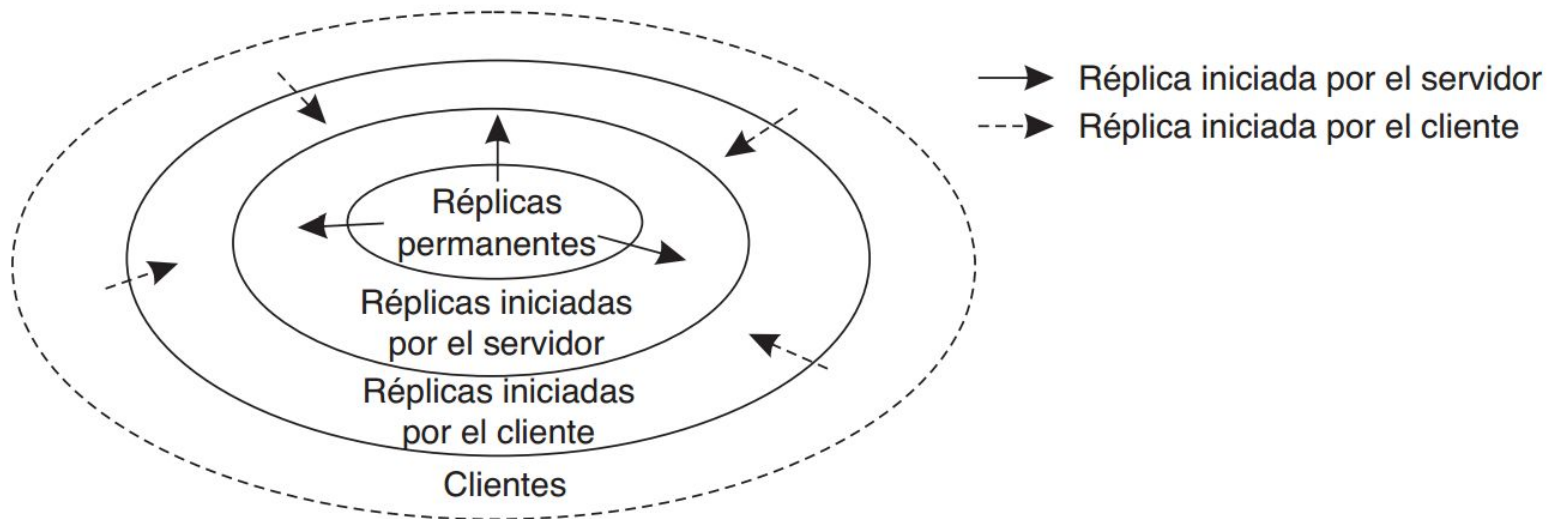 Réplica iniciada por el servidor
Réplica iniciada por el cliente
Réplicas
permanentes
Réplicas iniciadas
por el servidor
Réplicas iniciadas
por el cliente
Clientes